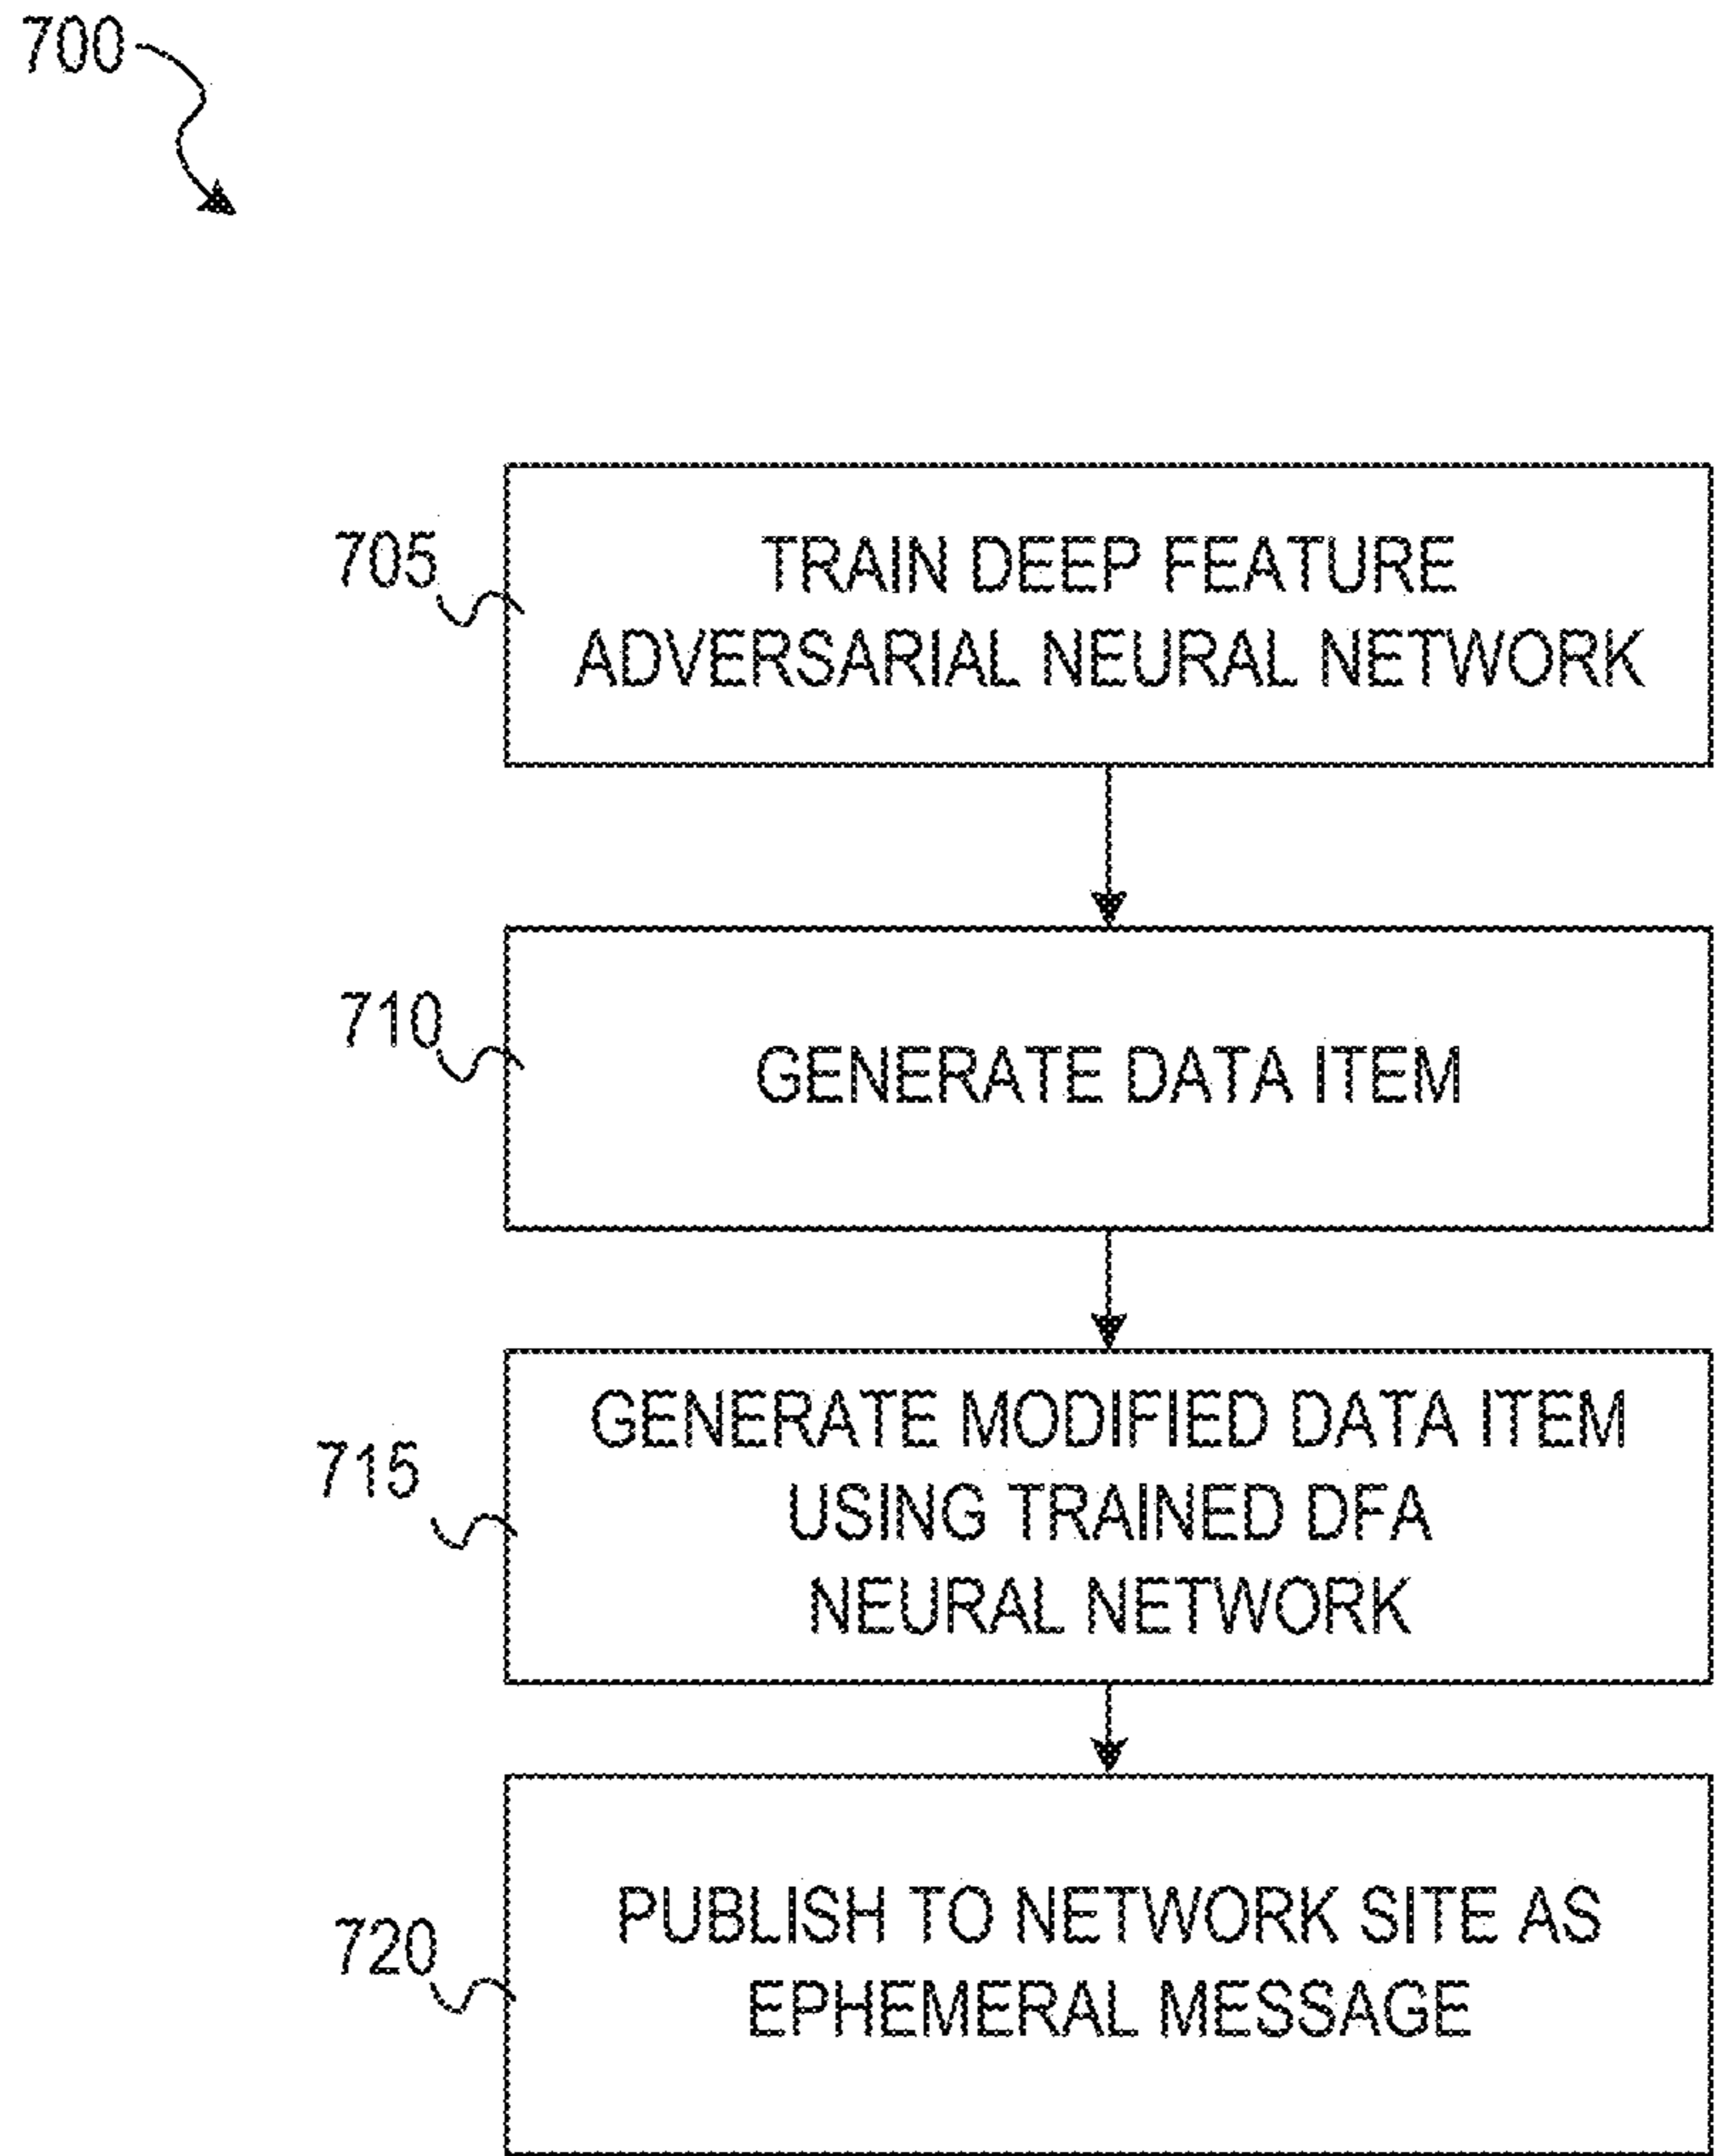 700
705
TRAIN DEEP FEATURE
ADVERSARIAL NEURAL NETWORK
710
GENERATE DATA ITEM
715
GENERATE MODIFIED DATA ITEM
USING TRAINED DFA
NEURAL NETWORK
720
PUBLISH TO NETWORK SITE AS
EPHEMERAL MESSAGE